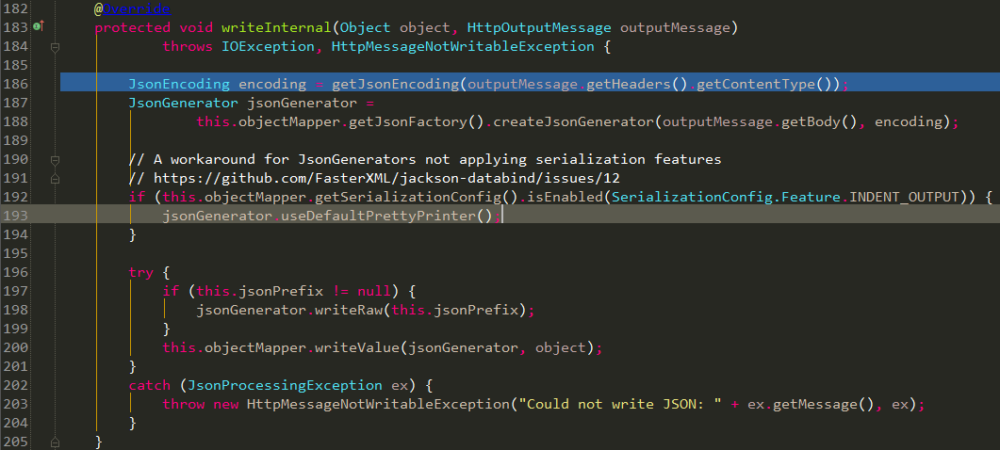 182 @Override
183 protected void writeInternal(Object object, HttpOutputMessage outputMessage)
184 throws IOException, HttpMessageNotWritableException {
185
186 JsonEncoding encoding = getJsonEncoding(outputMessage.getHeaders().getContentType());
187 JsonGenerator jsonGenerator =
188 this.objectMapper.getJsonFactory().createJsonGenerator(outputMessage.getBody(), encoding);
189
190 // A workaround for JsonGenerators not applying serialization features
191 // https://github.com/FasterXML/jackson-databind/issues/12
192 if (this.objectMapper.getSerializationConfig().isEnabled(SerializationConfig.Feature.INDENT_OUTPUT)) {
193 jsonGenerator.useDefaultPrettyPrinter();
194 }
195
196 try {
197 if (this.jsonPrefix != null) {
198 jsonGenerator.writeRaw(this.jsonPrefix);
199 }
200 this.objectMapper.writeValue(jsonGenerator, object);
201 }
202 catch (JsonProcessingException ex) {
203 throw new HttpMessageNotWritableException("Could not write JSON: " + ex.getMessage(), ex);
204 }
205 }